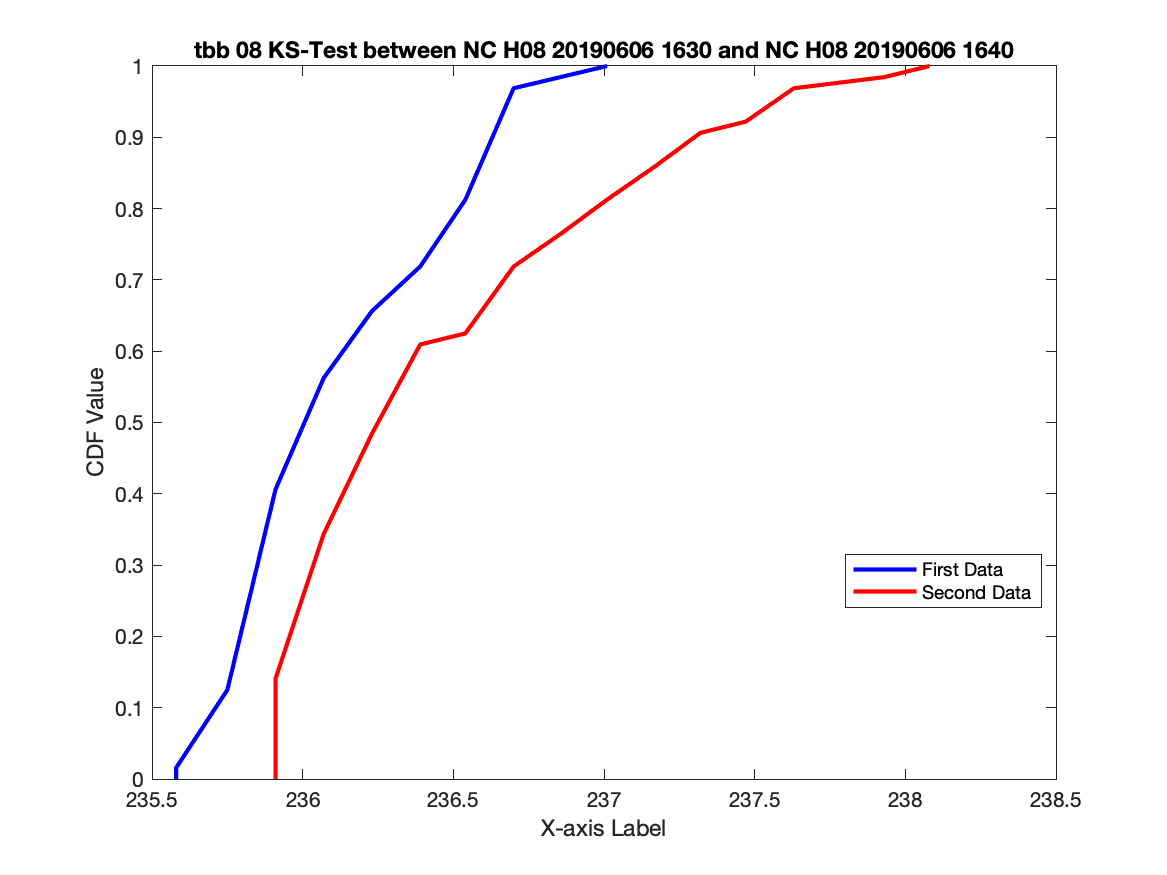 tbb 08 KS-Test between NC H08 20190606 1630 and NC H08 20190606 1640
1
0.9
0.8
0.7
0.6
0.5
0.4
0.3
0.2
0.1
0
CDF Value
First Data
Second Data
235.5 236 236.5 237 237.5 238 238.5
X-axis Label